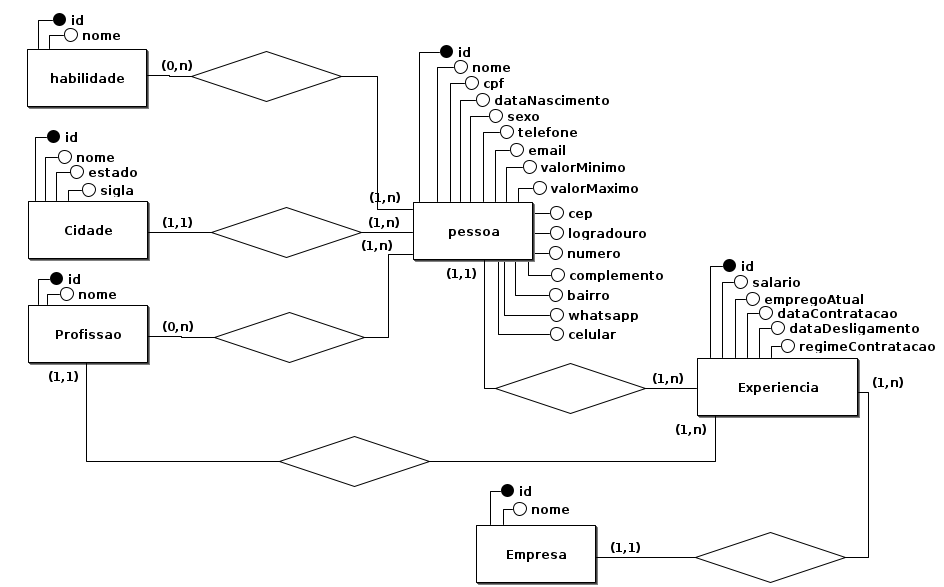 id
nome
habilidade
(0,n)
id
nome
estado
sigla
Cidade
(1,1)
id
nome
Profissao
(0,n)
(1,1)
id
nome
cpf
dataNascimento
sexo
telefone
email
valorMinimo
valorMaximo
(1,n)
(1,n)
(1,n)
pessoa
cep
logradouro
numero
complemento
bairro
whatsapp
celular
(1,1)
id
salario
empregoAtual
dataContratacao
dataDesligamento
regimeContratacao
(1,n)
Experiencia
(1,n)
(1,n)
id
nome
Empresa
(1,1)